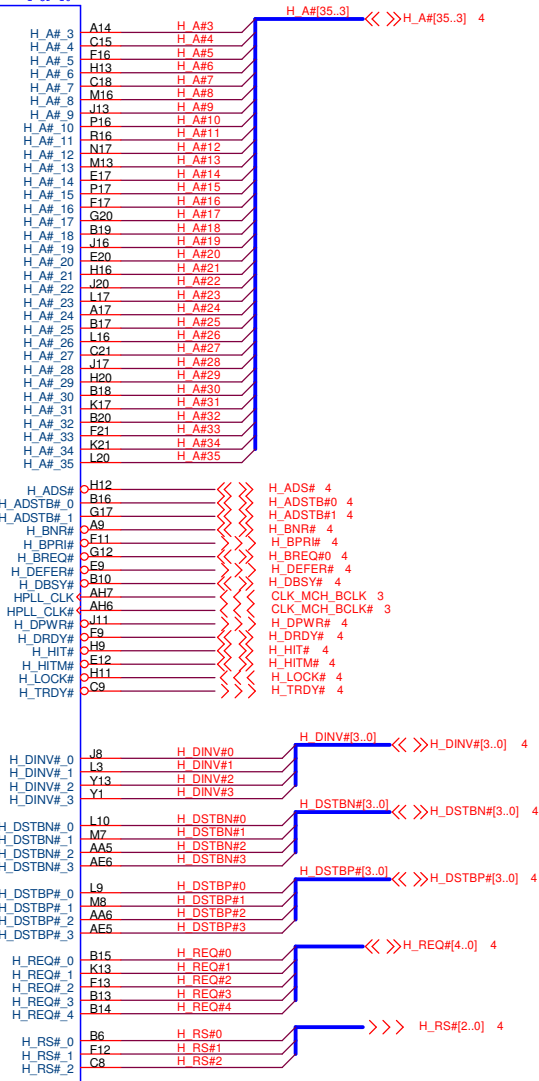 H_A#[35..3] H_A#[35..3] 4
H_A#_3 A14 H_A#3
H_A#_4 C15 H_A#4
H_A#_5 F16 H_A#5
H_A#_6 H13 H_A#6
H_A#_7 C18 H_A#7
H_A#_8 M16 H_A#8
H_A#_9 J13 H_A#9
H_A#_10 P16 H_A#10
H_A#_11 R16 H_A#11
H_A#_12 N17 H_A#12
H_A#_13 M13 H_A#13
H_A#_14 E17 H_A#14
H_A#_15 P17 H_A#15
H_A#_16 F17 H_A#16
H_A#_17 G20 H_A#17
H_A#_18 B19 H_A#18
H_A#_19 J16 H_A#19
H_A#_20 E20 H_A#20
H_A#_21 H16 H_A#21
H_A#_22 J20 H_A#22
H_A#_23 L17 H_A#23
H_A#_24 A17 H_A#24
H_A#_25 B17 H_A#25
H_A#_26 L16 H_A#26
H_A#_27 C21 H_A#27
H_A#_28 J17 H_A#28
H_A#_29 H20 H_A#29
H_A#_30 B18 H_A#30
H_A#_31 K17 H_A#31
H_A#_32 B20 H_A#32
H_A#_33 F21 H_A#33
H_A#_34 K21 H_A#34
H_A#_35 L20 H_A#35
H_ADS# H12 H_ADS# 4
H_ADSTB#_0 B16 H_ADSTB#0 4
H_ADSTB#_1 G17 H_ADSTB#1 4
H_BNR# A9 H_BNR# 4
H_BPRI# F11 H_BPRI# 4
H_BREQ# G12 H_BREQ#0 4
H_DEFER# E9 H_DEFER# 4
H_DBSY# B10 H_DBSY# 4
HPLL_CLK AH7 CLK_MCH_BCLK 3
HPLL_CLK# AH6 CLK_MCH_BCLK# 3
H_DPWR# J11 H_DPWR# 4
H_DRDY# F9 H_DRDY# 4
H_HIT# H9 H_HIT# 4
H_HITM# E12 H_HITM# 4
H_LOCK# H11 H_LOCK# 4
H_TRDY# C9 H_TRDY# 4
H_DINV#[3..0] H_DINV#[3..0] 4
H_DINV#_0 J8 H_DINV#0
H_DINV#_1 L3 H_DINV#1
H_DINV#_2 Y13 H_DINV#2
H_DINV#_3 Y1 H_DINV#3
H_DSTBN#[3..0] H_DSTBN#[3..0] 4
H_DSTBN#_0 L10 H_DSTBN#0
H_DSTBN#_1 M7 H_DSTBN#1
H_DSTBN#_2 AA5 H_DSTBN#2
H_DSTBN#_3 AE6 H_DSTBN#3
H_DSTBP#[3..0] H_DSTBP#[3..0] 4
H_DSTBP#_0 L9 H_DSTBP#0
H_DSTBP#_1 M8 H_DSTBP#1
H_DSTBP#_2 AA6 H_DSTBP#2
H_DSTBP#_3 AE5 H_DSTBP#3
H_REQ#[4..0] 4
H_REQ#_0 B15 H_REQ#0
H_REQ#_1 K13 H_REQ#1
H_REQ#_2 F13 H_REQ#2
H_REQ#_3 B13 H_REQ#3
H_REQ#_4 B14 H_REQ#4
H_RS#[2..0] 4
H_RS#_0 B6 H_RS#0
H_RS#_1 F12 H_RS#1
H_RS#_2 C8 H_RS#2